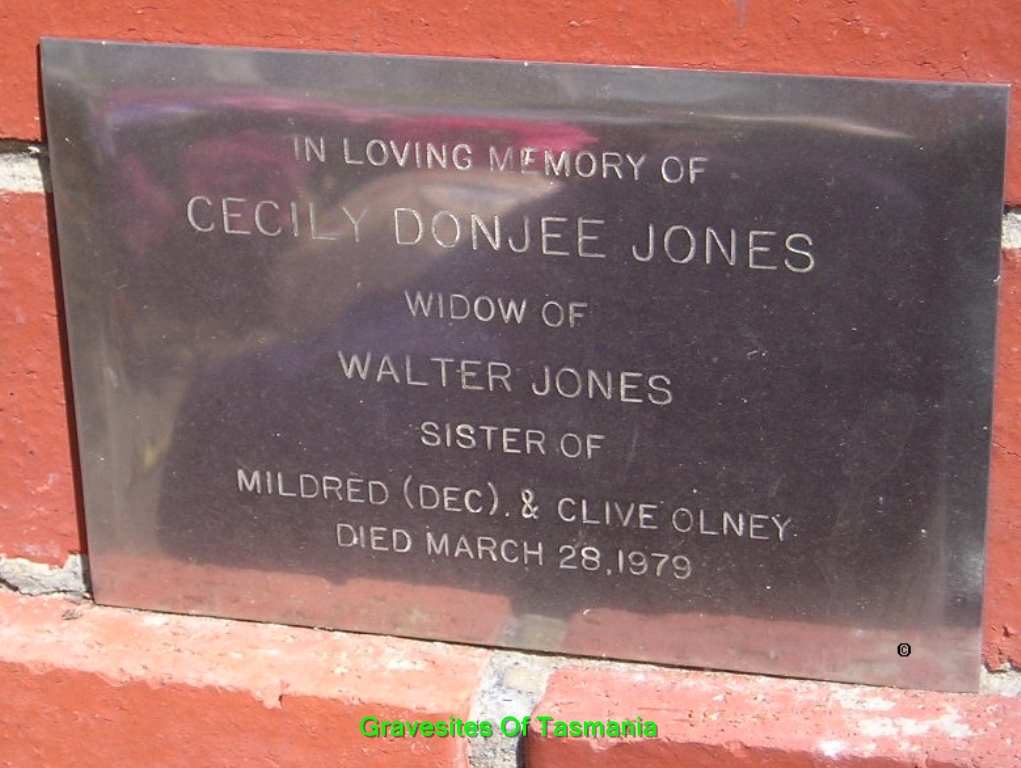 IN LOVING MEMORY OF
CECILY DONJEE JONES
WIDOW OF
WALTER JONES
SISTER OF
MILDRED (DEC). & CLIVE OLNEY
DIED MARCH 28, 1979
©
Gravesites Of Tasmania